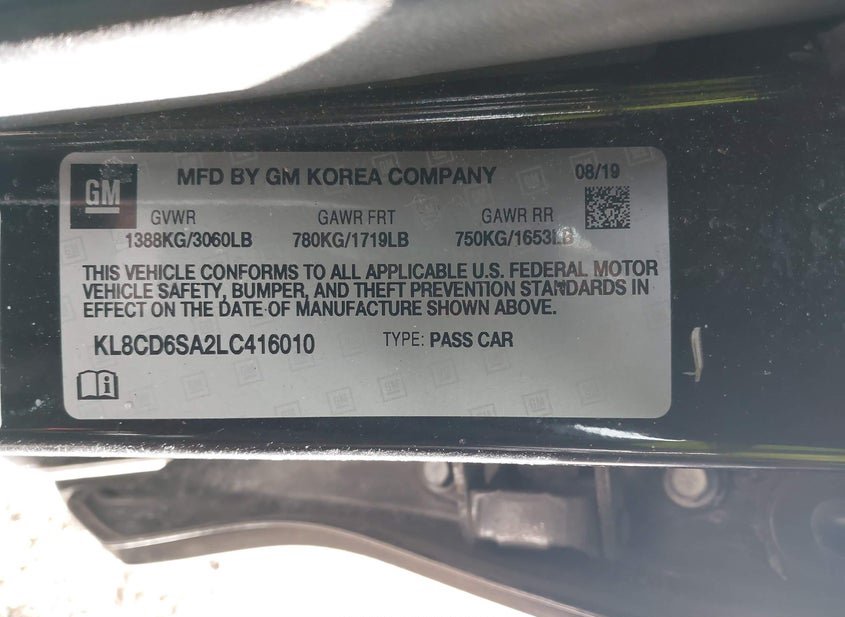 GM
MFD BY GM KOREA COMPANY 08/19
GVWR GAWR FRT GAWR RR
1388KG/3060LB 780KG/1719LB 750KG/1653LB
THIS VEHICLE CONFORMS TO ALL APPLICABLE U.S. FEDERAL MOTOR
VEHICLE SAFETY, BUMPER, AND THEFT PREVENTION STANDARDS IN
EFFECT ON THE DATE OF MANUFACTURE SHOWN ABOVE.
KL8CD6SA2LC416010 TYPE: PASS CAR